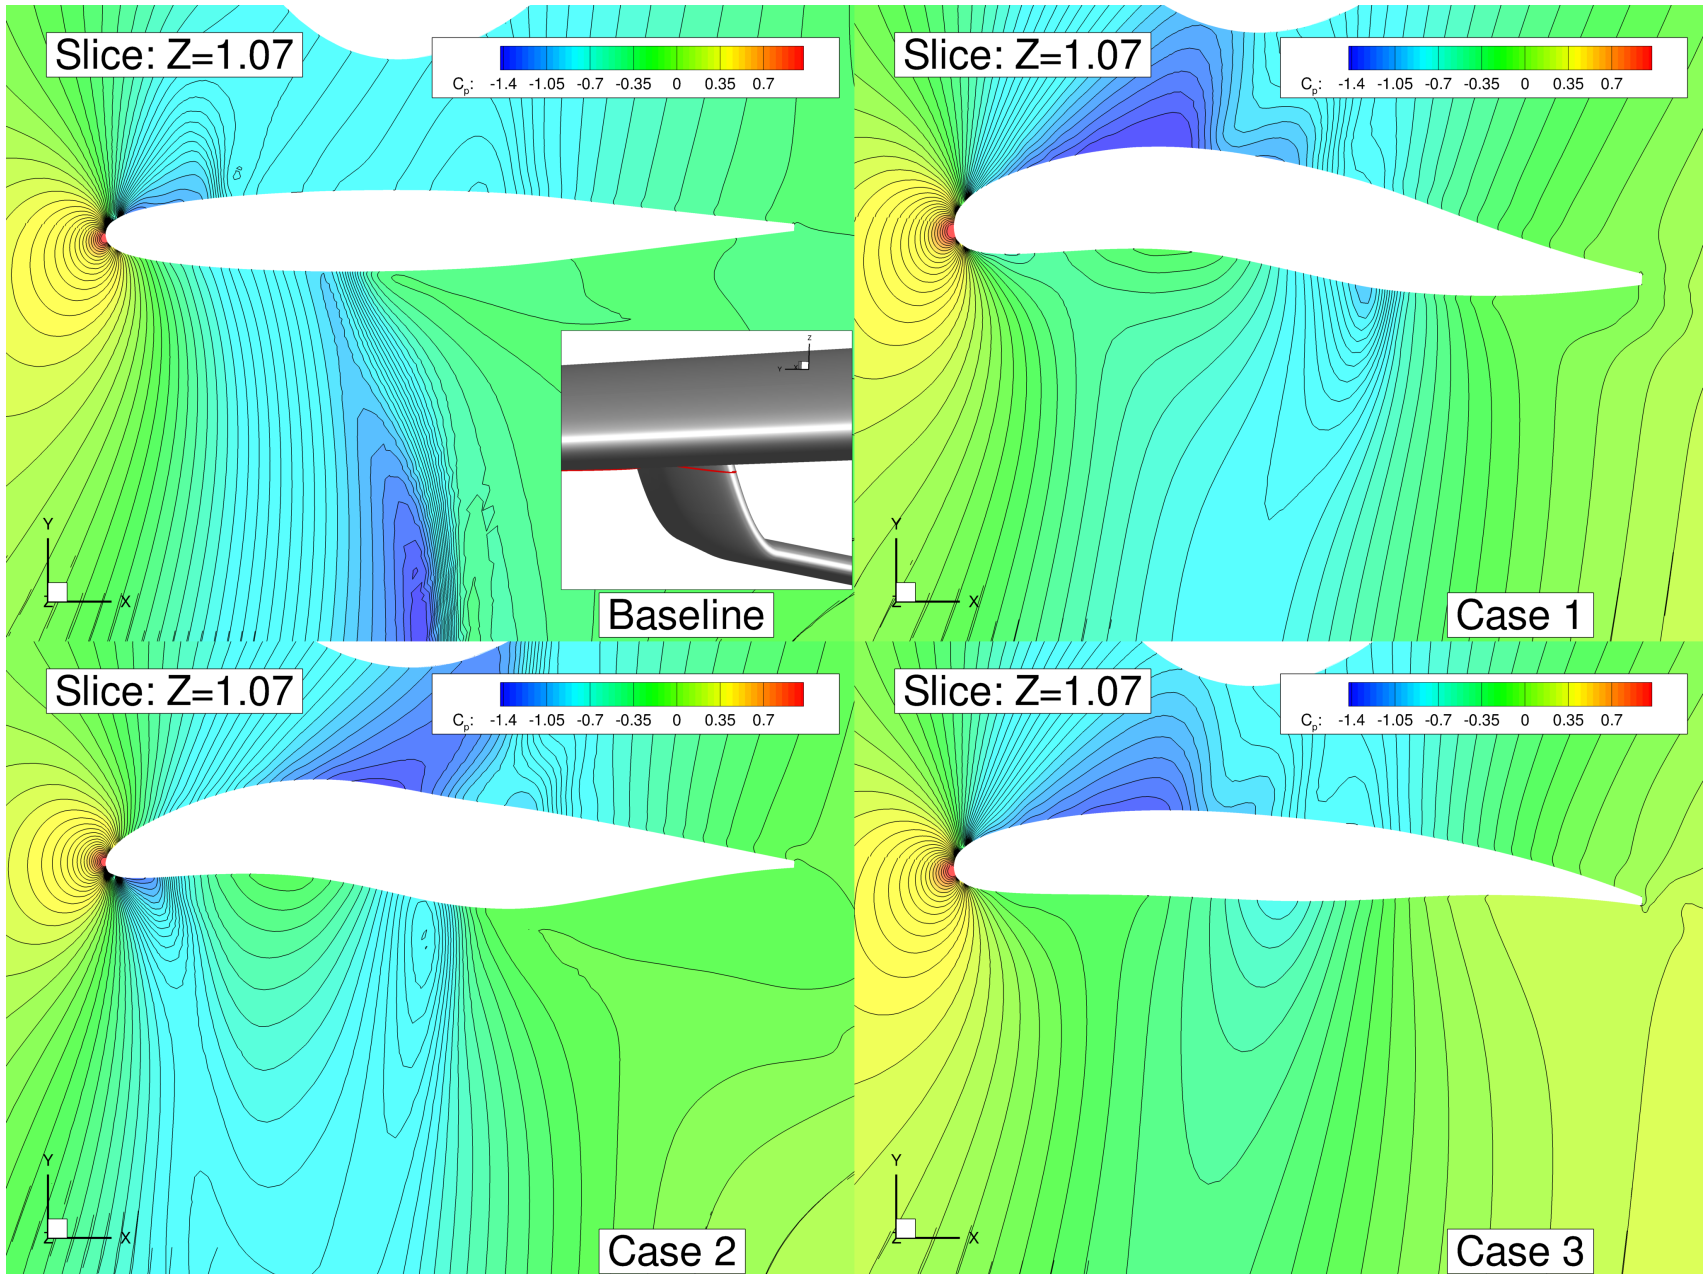 Slice: Z=1.07
Cp: -1.4 -1.05 -0.7 -0.35 0 0.35 0.7
Y
Z X
Z
Y X
Baseline
Slice: Z=1.07
Cp: -1.4 -1.05 -0.7 -0.35 0 0.35 0.7
Y
Z X
Case 1
Slice: Z=1.07
Cp: -1.4 -1.05 -0.7 -0.35 0 0.35 0.7
Y
Z X
Case 2
Slice: Z=1.07
Cp: -1.4 -1.05 -0.7 -0.35 0 0.35 0.7
Y
Z X
Case 3